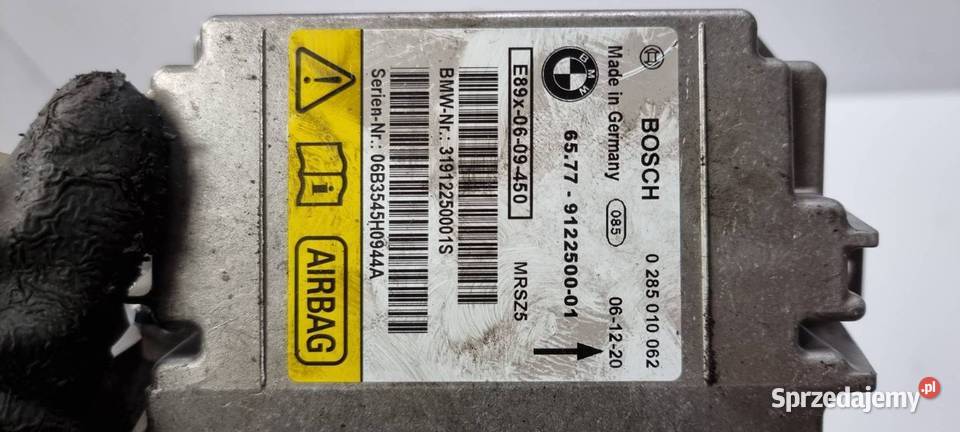 BOSCH 0 285 010 062
Made in Germany 085 06-12-20
BMW
65.77 - 9122500-01
E89x-06-09-450 MRSZ5
BMW-Nr.: 3191225001S
Serien-Nr.: 06B3545H0944A
AIRBAG
Sprzedajemy.pl